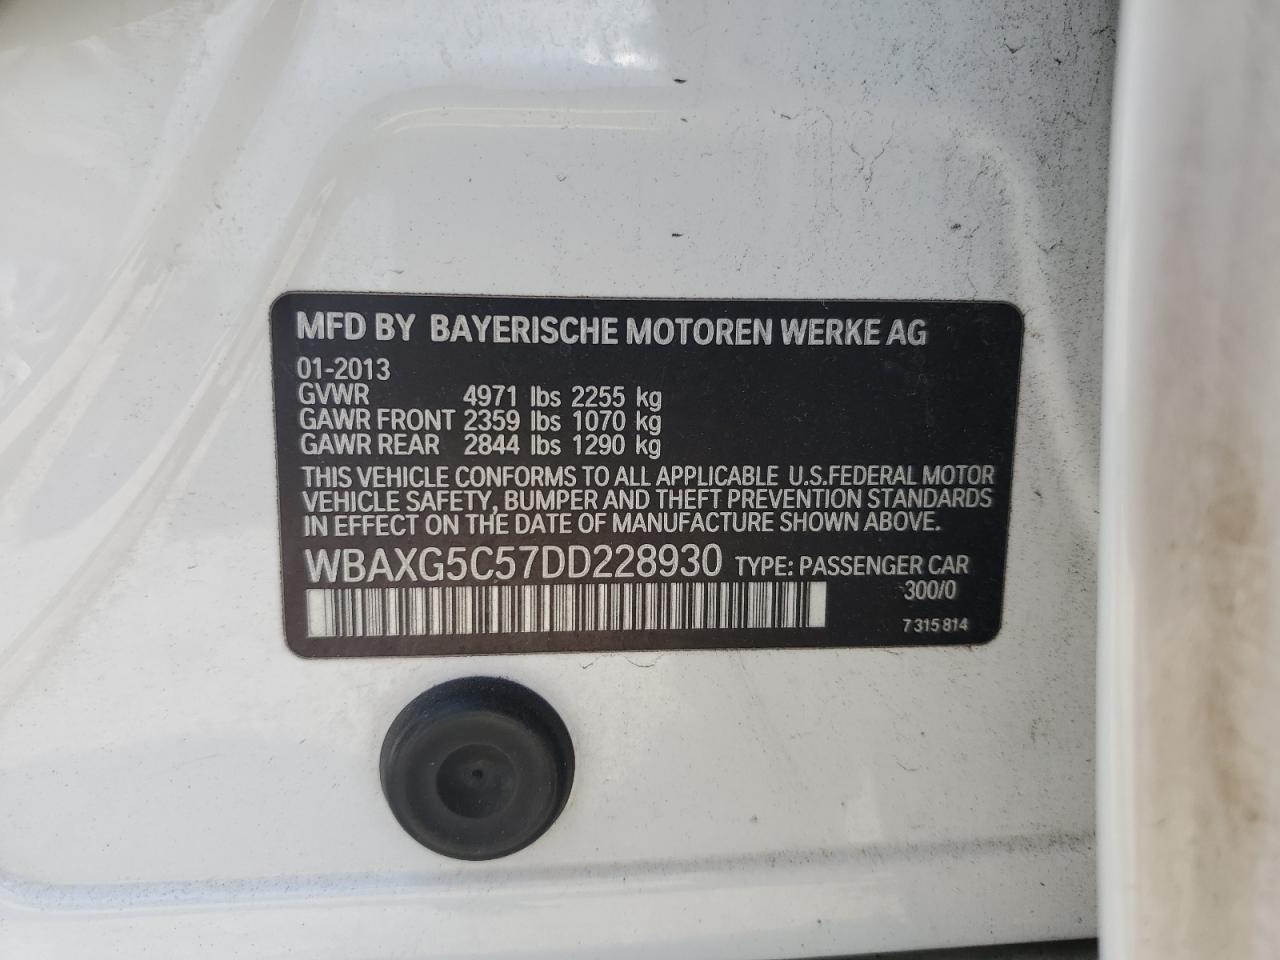 MFD BY BAYERISCHE MOTOREN WERKE AG
01-2013
GVWR 4971 lbs 2255 kg
GAWR FRONT 2359 lbs 1070 kg
GAWR REAR 2844 lbs 1290 kg
THIS VEHICLE CONFORMS TO ALL APPLICABLE U.S.FEDERAL MOTOR
VEHICLE SAFETY, BUMPER AND THEFT PREVENTION STANDARDS
IN EFFECT ON THE DATE OF MANUFACTURE SHOWN ABOVE.
WBAXG5C57DD228930 TYPE: PASSENGER CAR
300/0
7 315 814